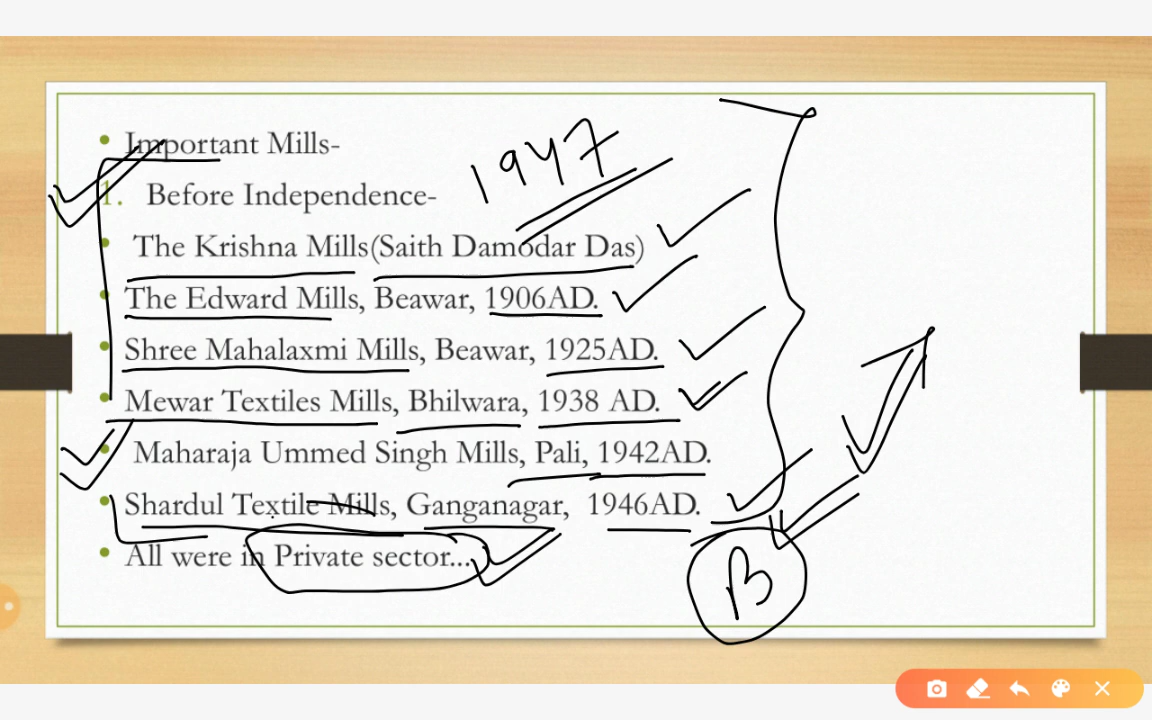 Important Mills-
1947
1. Before Independence-
The Krishna Mills(Saith Damodar Das)
The Edward Mills, Beawar, 1906AD.
Shree Mahalaxmi Mills, Beawar, 1925AD.
Mewar Textiles Mills, Bhilwara, 1938 AD.
Maharaja Ummed Singh Mills, Pali, 1942AD.
Shardul Textile Mills, Ganganagar, 1946AD.
All were in Private sector...
B